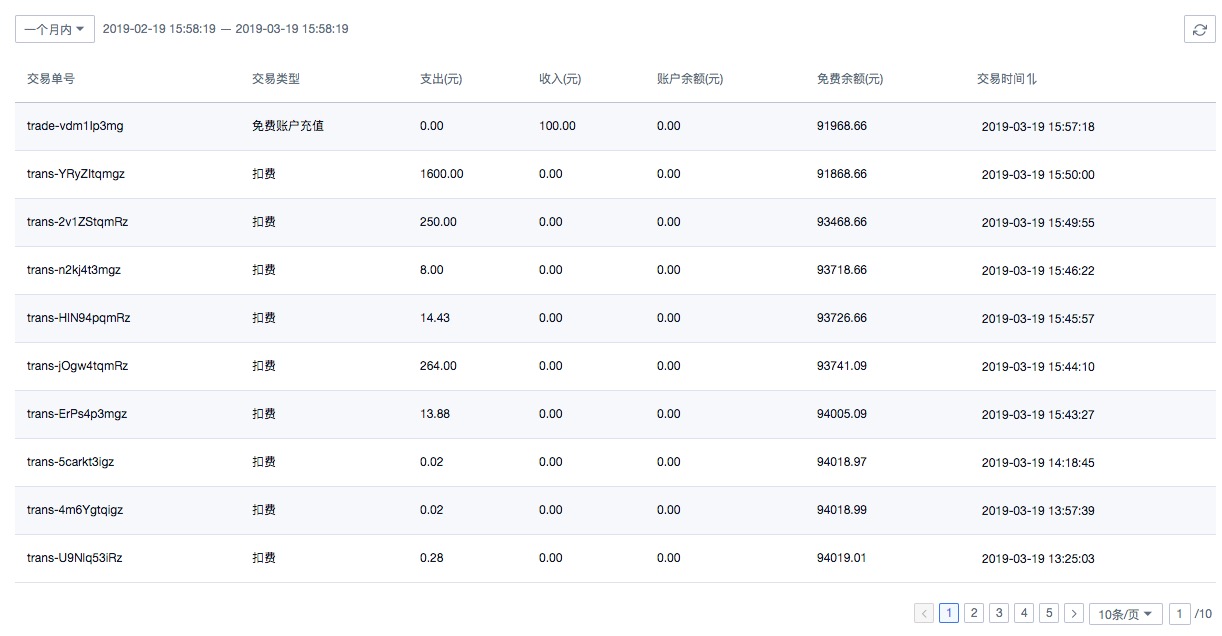 一个月内 2019-02-19 15:58:19 — 2019-03-19 15:58:19
交易单号 交易类型 支出(元) 收入(元) 账户余额(元) 免费余额(元) 交易时间
trade-vdm1lp3mg 免费账户充值 0.00 100.00 0.00 91968.66 2019-03-19 15:57:18
trans-YRyZItqmgz 扣费 1600.00 0.00 0.00 91868.66 2019-03-19 15:50:00
trans-2v1ZStqmRz 扣费 250.00 0.00 0.00 93468.66 2019-03-19 15:49:55
trans-n2kj4t3mgz 扣费 8.00 0.00 0.00 93718.66 2019-03-19 15:46:22
trans-HlN94pqmRz 扣费 14.43 0.00 0.00 93726.66 2019-03-19 15:45:57
trans-jOgw4tqmRz 扣费 264.00 0.00 0.00 93741.09 2019-03-19 15:44:10
trans-ErPs4p3mgz 扣费 13.88 0.00 0.00 94005.09 2019-03-19 15:43:27
trans-5carkt3igz 扣费 0.02 0.00 0.00 94018.97 2019-03-19 14:18:45
trans-4m6Ygtqigz 扣费 0.02 0.00 0.00 94018.99 2019-03-19 13:57:39
trans-U9Nlq53iRz 扣费 0.28 0.00 0.00 94019.01 2019-03-19 13:25:03
1 2 3 4 5 10条/页 1 /10